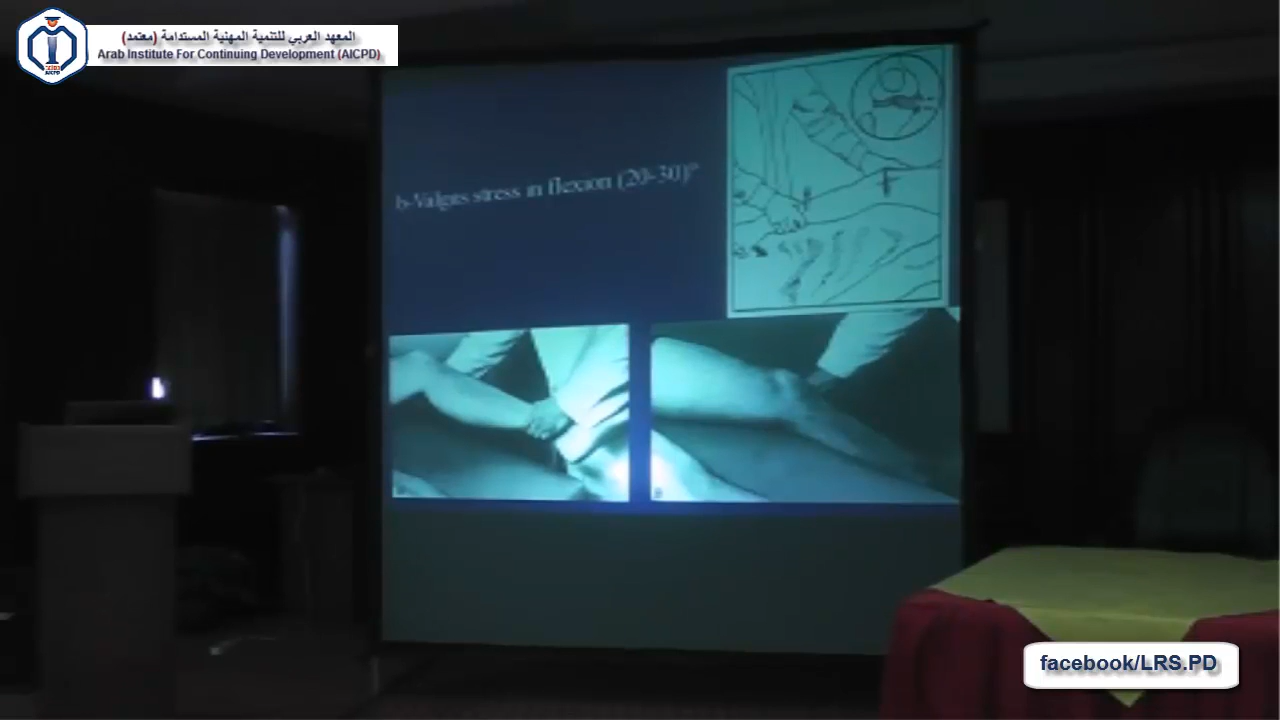 المعهد العربي للتنمية المهنية المستدامة (معتمد)
Arab Institute For Continuing Development (AICPD)
AICPD
b-Valgus stress in flexion (20-30)°
facebook/LRS.PD